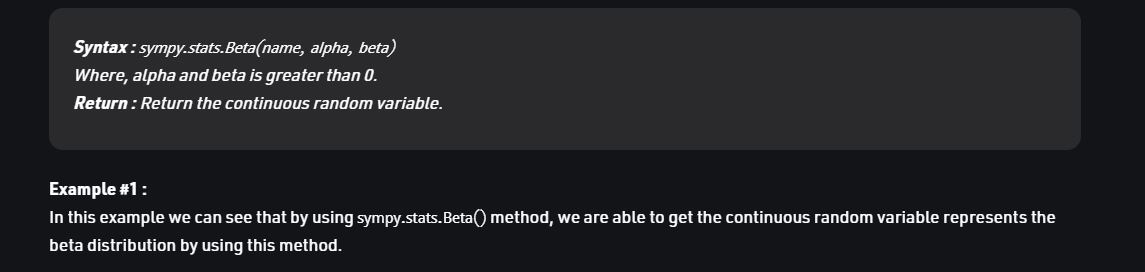 Syntax : sympy.stats.Beta(name, alpha, beta)
Where, alpha and beta is greater than 0.
Return : Return the continuous random variable.
Example #1 :
In this example we can see that by using sympy.stats.Beta() method, we are able to get the continuous random variable represents the
beta distribution by using this method.